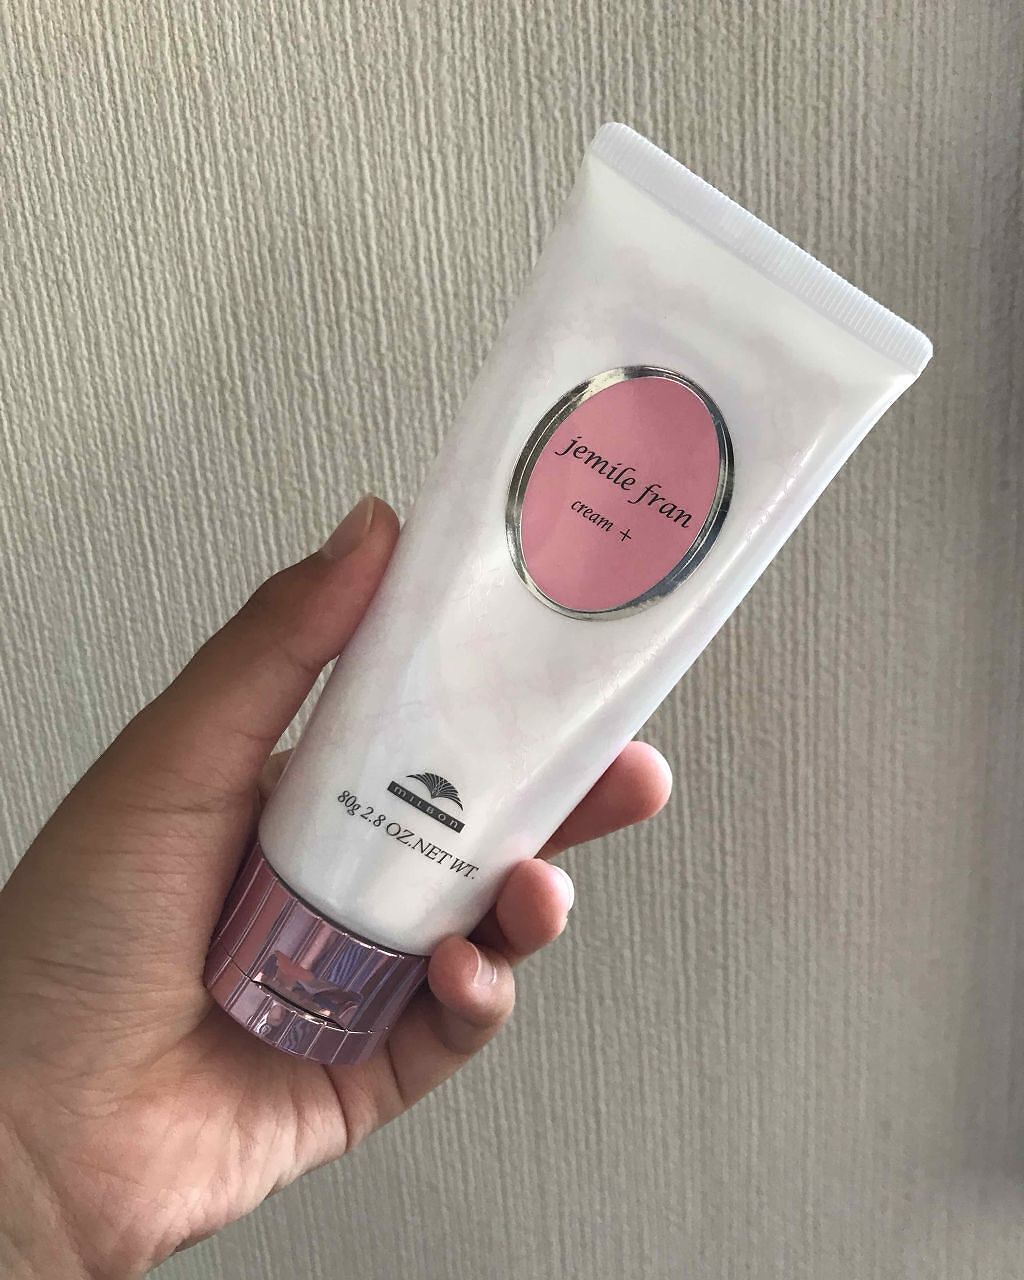 jemile fran
cream +
MILBON
80g 2.8 OZ.NET WT.